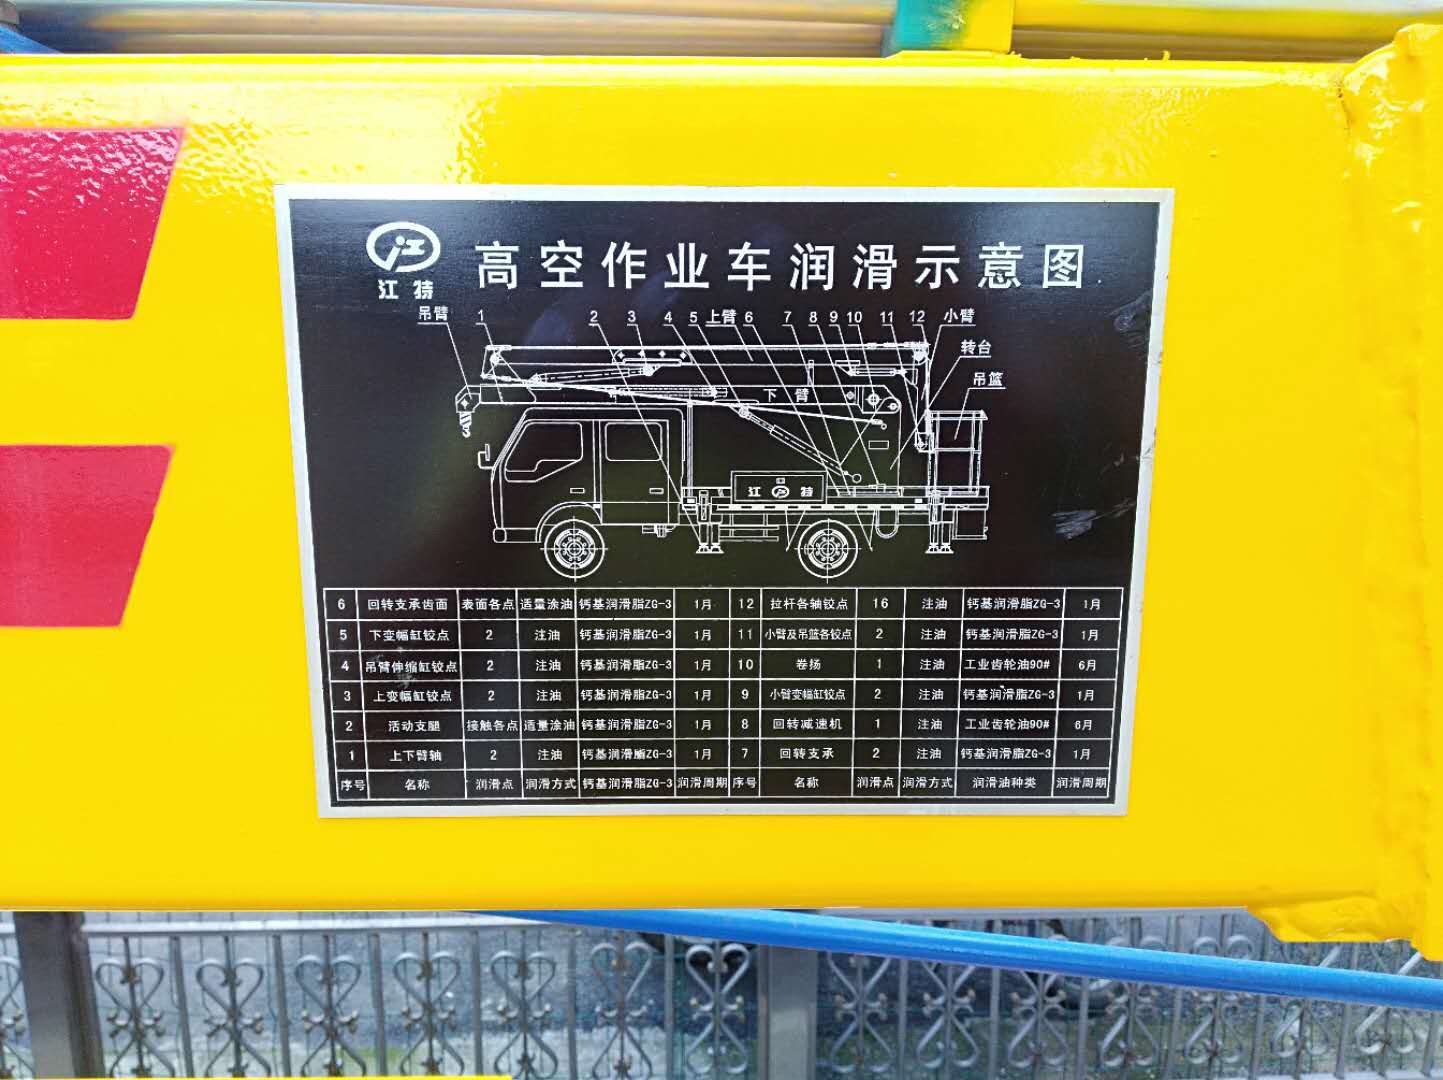 江特
高空作业车润滑示意图
吊臂 1 2 3 4 5 上臂 6 7 8 9 10 11 12 小臂
转台
吊篮
下臂
江 特
6 回转支承齿面 表面各点 适量涂油 钙基润滑脂ZG-3 1月 12 拉杆各轴铰点 16 注油 钙基润滑脂ZG-3 1月
5 下变幅缸铰点 2 注油 钙基润滑脂ZG-3 1月 11 小臂及吊篮各铰点 2 注油 钙基润滑脂ZG-3 1月
4 吊臂伸缩缸铰点 2 注油 钙基润滑脂ZG-3 1月 10 卷扬 1 注油 工业齿轮油90# 6月
3 上变幅缸铰点 2 注油 钙基润滑脂ZG-3 1月 9 小臂变幅缸铰点 2 注油 钙基润滑脂ZG-3 1月
2 活动支腿 接触各点 适量涂油 钙基润滑脂ZG-3 1月 8 回转减速机 1 注油 工业齿轮油90# 6月
1 上下臂轴 2 注油 钙基润滑脂ZG-3 1月 7 回转支承 2 注油 钙基润滑脂ZG-3 1月
序号 名称 润滑点 润滑方式 钙基润滑脂ZG-3 润滑周期 序号 名称 润滑点 润滑方式 润滑油种类 润滑周期